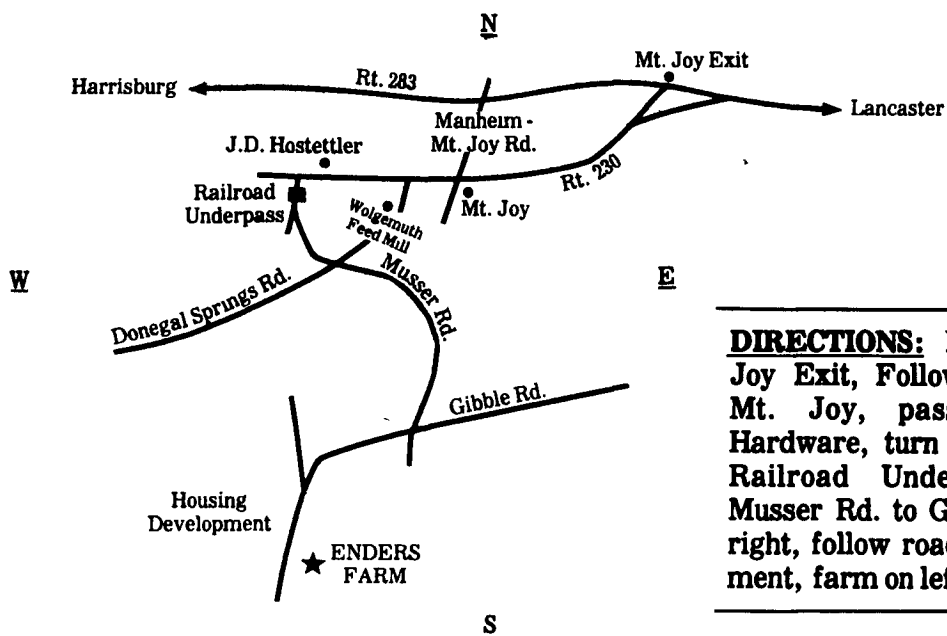 N
Mt. Joy Exit
Harrisburg
Rt. 283
Lancaster
Manheim -
Mt. Joy Rd.
J.D. Hostettler
Rt. 230
Railroad
Underpass
Wolgemuth
Feed Mill
Mt. Joy
W
E
Musser Rd.
Donegal Springs Rd.
Gibble Rd.
Housing
Development
ENDERS
FARM
S
DIRECTIONS:
Joy Exit, Follow
Mt. Joy, pass
Hardware, turn
Railroad Unde
Musser Rd. to G
right, follow road
ment, farm on lef